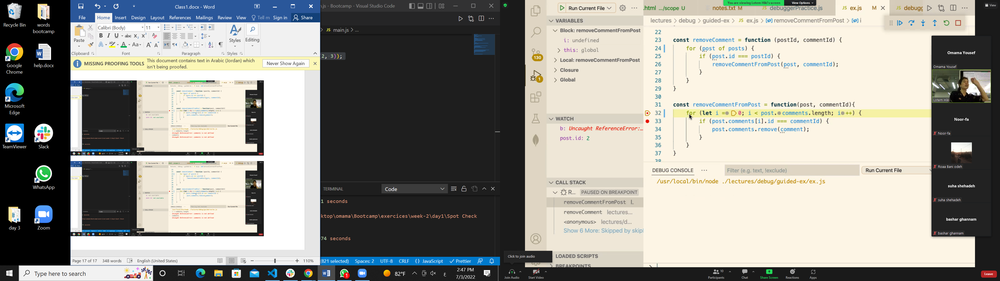 Recycle Bin
words bootcamp
Google Chrome
help.docx
Microsoft Edge
TeamViewer
Slack
WhatsApp
day 3
Zoom
Class1.docx - Word
File Home Insert Design Layout References Mailings Review View Tell m Sign in Share
Calibri (Body) 11
Paste
B I U abc X2 X2
Aa
Styles
Editing
Clipboard Font Paragraph Styles
MISSING PROOFING TOOLS This document contains text in Arabic (Jordan) which isn't being proofed. Never Show Again
Page 17 of 17 348 words English (United States) 110%
.js - Bootcamp - Visual Studio Code
JS main.js > ...
2, 3));
TERMINAL Code
1 seconds
ktop\omama\Bootcamp\exercices\week-2\day1\Spot Check
74 seconds
(821 selected) Spaces: 2 UTF-8 CRLF {} JavaScript Prettier
Type here to search
1
82°F
ع
2:47 PM
7/3/2022
You are viewing Lotem Hiki's screen View Options
View
Run Current File
.html .../scope U notes.txt M debuggerPractice.js JS ex.js M debugg
lectures > debug > guided-ex > JS ex.js > removeCommentFromPost > i
130
1
VARIABLES
Block: removeCommentFromPost
i: undefined
this: global
Local: removeCommentFromPost
Closure
Global
WATCH
b: Uncaught ReferenceError:...
post.id: 2
CALL STACK
R... PAUSED ON BREAKPOINT
removeCommentFromPost l.
removeComment lectures...
<anonymous> lectures/d...
Show 6 More: Skipped by skipl
LOADED SCRIPTS
BREAKPOINTS
22
23 const removeComment = function (postId, commentId) {
24 for (post of posts) {
25 if (post.id === postId) {
26 removeCommentFromPost(post, commentId);
27 }
28 }
29 }
30
31 const removeCommentFromPost = function(post, commentId){
32 for (let i = 0; i < post.comments.length; i++) {
33 if (post.comments[i].id === commentId) {
34 post.comments.remove(comment);
35 }
36 }
37 }
38
DEBUG CONSOLE ... Filter (e.g. text, !exclude) Run Current File
/usr/local/bin/node ./lectures/debug/guided-ex/ex.js
Omama Yousef
Omama Yousef
Lotem Hiki
Noor-fa
Noor-fa
Roaa Bani odeh
suha shehadeh
suha shehadeh
bashar ghannam
bashar ghannam
Click to join audio
Join Audio Start Video Participants 10 Chat Share Screen Reactions Apps Leave